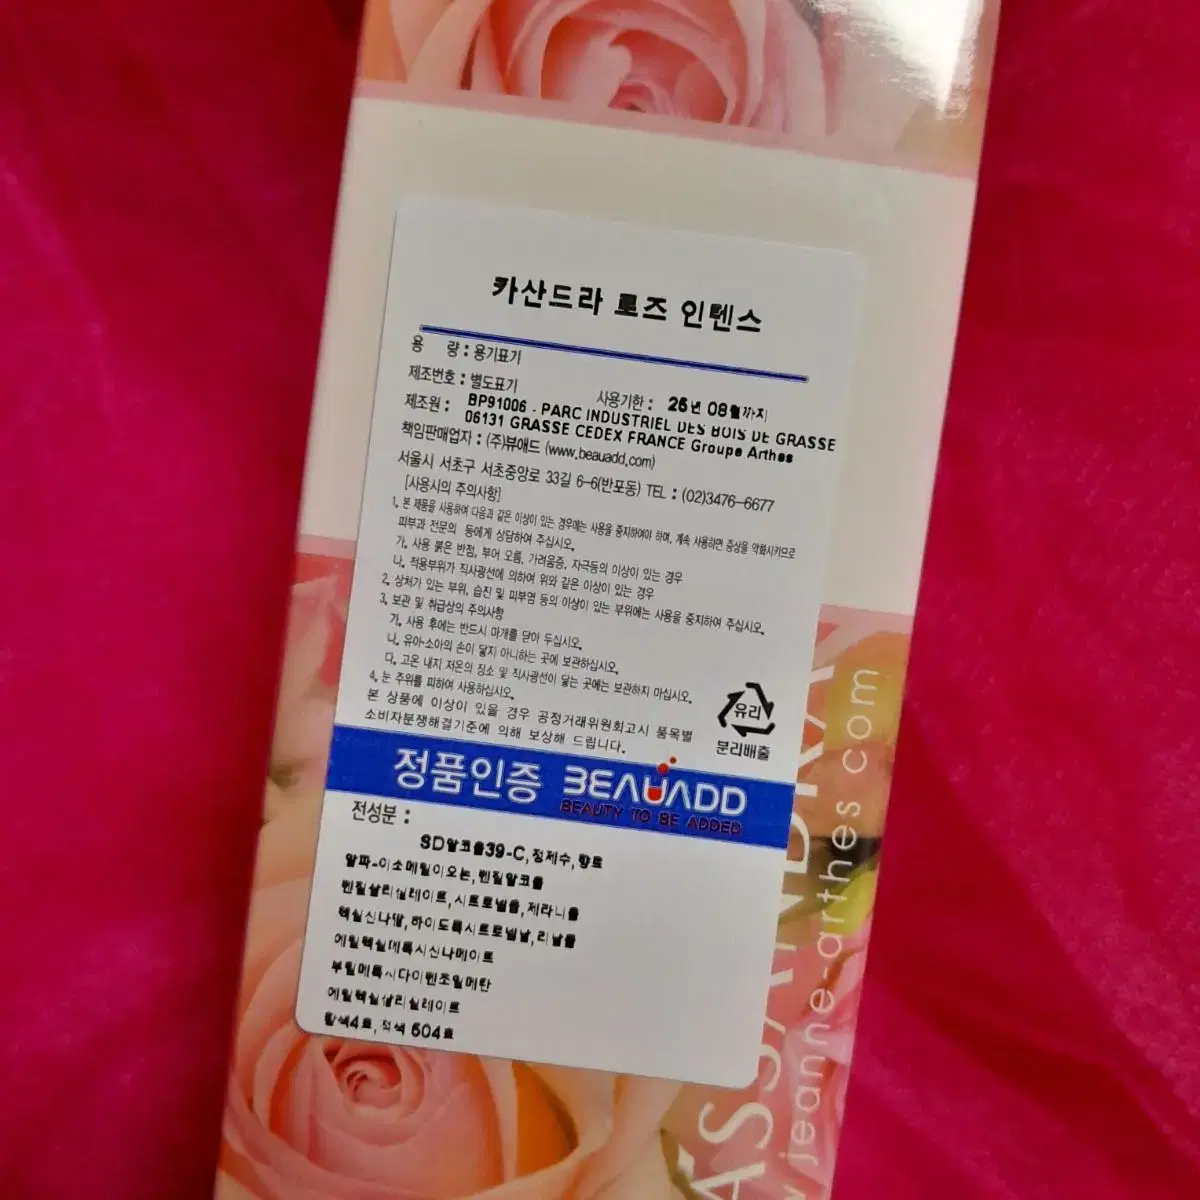 카산드라 로즈 인텐스
용 량 : 용기표기
제조번호 : 별도표기 사용기한 : 26년 08월까지
제조원 : BP91006 - PARC INDUSTRIEL DES BOIS DE GRASSE
06131 GRASSE CEDEX FRANCE Groupe Arthes
책임판매업자 : (주)뷰애드 (www.beauadd.com)
서울시 서초구 서초중앙로 33길 6-6(반포동) TEL : (02)3476-6677
[사용시의 주의사항]
1. 본 제품을 사용하여 다음과 같은 이상이 있는 경우에는 사용을 중지하여야 하며, 계속 사용하면 증상을 악화시키므로
피부과 전문의 등에게 상담하여 주십시오.
가. 사용 붉은 반점, 부어 오름, 가려움증, 자극등의 이상이 있는 경우
나. 적용부위가 직사광선에 의하여 위와 같은 이상이 있는 경우
2. 상처가 있는 부위, 습진 및 피부염 등의 이상이 있는 부위에는 사용을 중지하여 주십시오.
3. 보관 및 취급상의 주의사항
가. 사용 후에는 반드시 마개를 닫아 두십시오.
나. 유아·소아의 손이 닿지 아니하는 곳에 보관하십시오.
다. 고온 내지 저온의 장소 및 직사광선이 닿는 곳에는 보관하지 마십시오.
4. 눈 주위를 피하여 사용하십시오.
본 상품에 이상이 있을 경우 공정거래위원회고시 품목별
소비자분쟁해결기준에 의해 보상해 드립니다.
유리
분리배출
정품인증 BEAUADD
BEAUTY TO BE ADDED
전성분 :
SD알코올39-C, 정제수, 향료
알파-이소메틸이오논, 벤질알코올
벤질살리실레이트, 시트로넬올, 제라니올
헥실신나말, 하이드록시시트로넬알, 리날올
에틸헥실메톡시신나메이트
부틸메톡시다이벤조일메탄
에틸헥실살리실레이트
황색4호, 적색 504호
jeanne-arthes.com